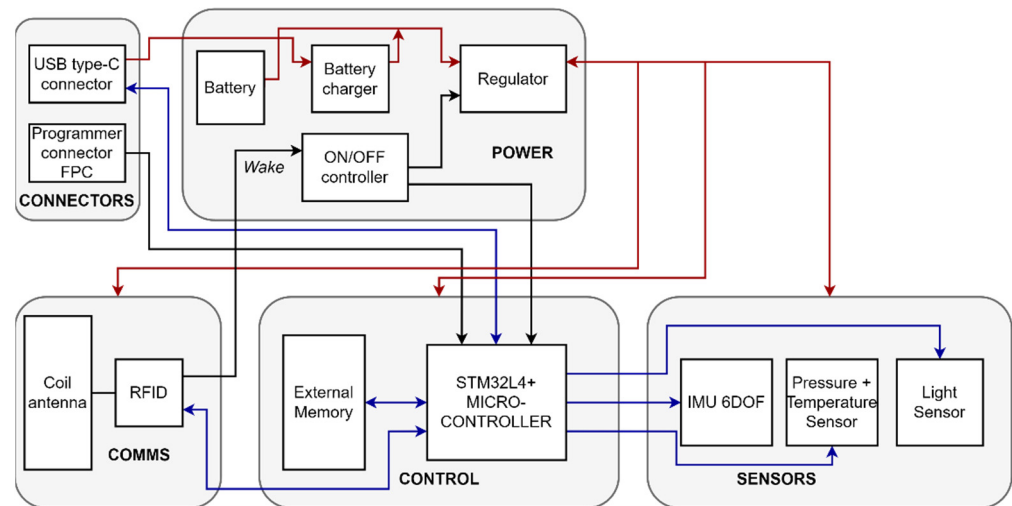 USB type-C
connector
Programmer
connector
FPC
CONNECTORS
Battery
Battery
charger
Regulator
Wake
ON/OFF
controller
POWER
Coil
antenna
RFID
COMMS
External
Memory
STM32L4+
MICRO-
CONTROLLER
CONTROL
IMU 6DOF
Pressure +
Temperature
Sensor
Light
Sensor
SENSORS